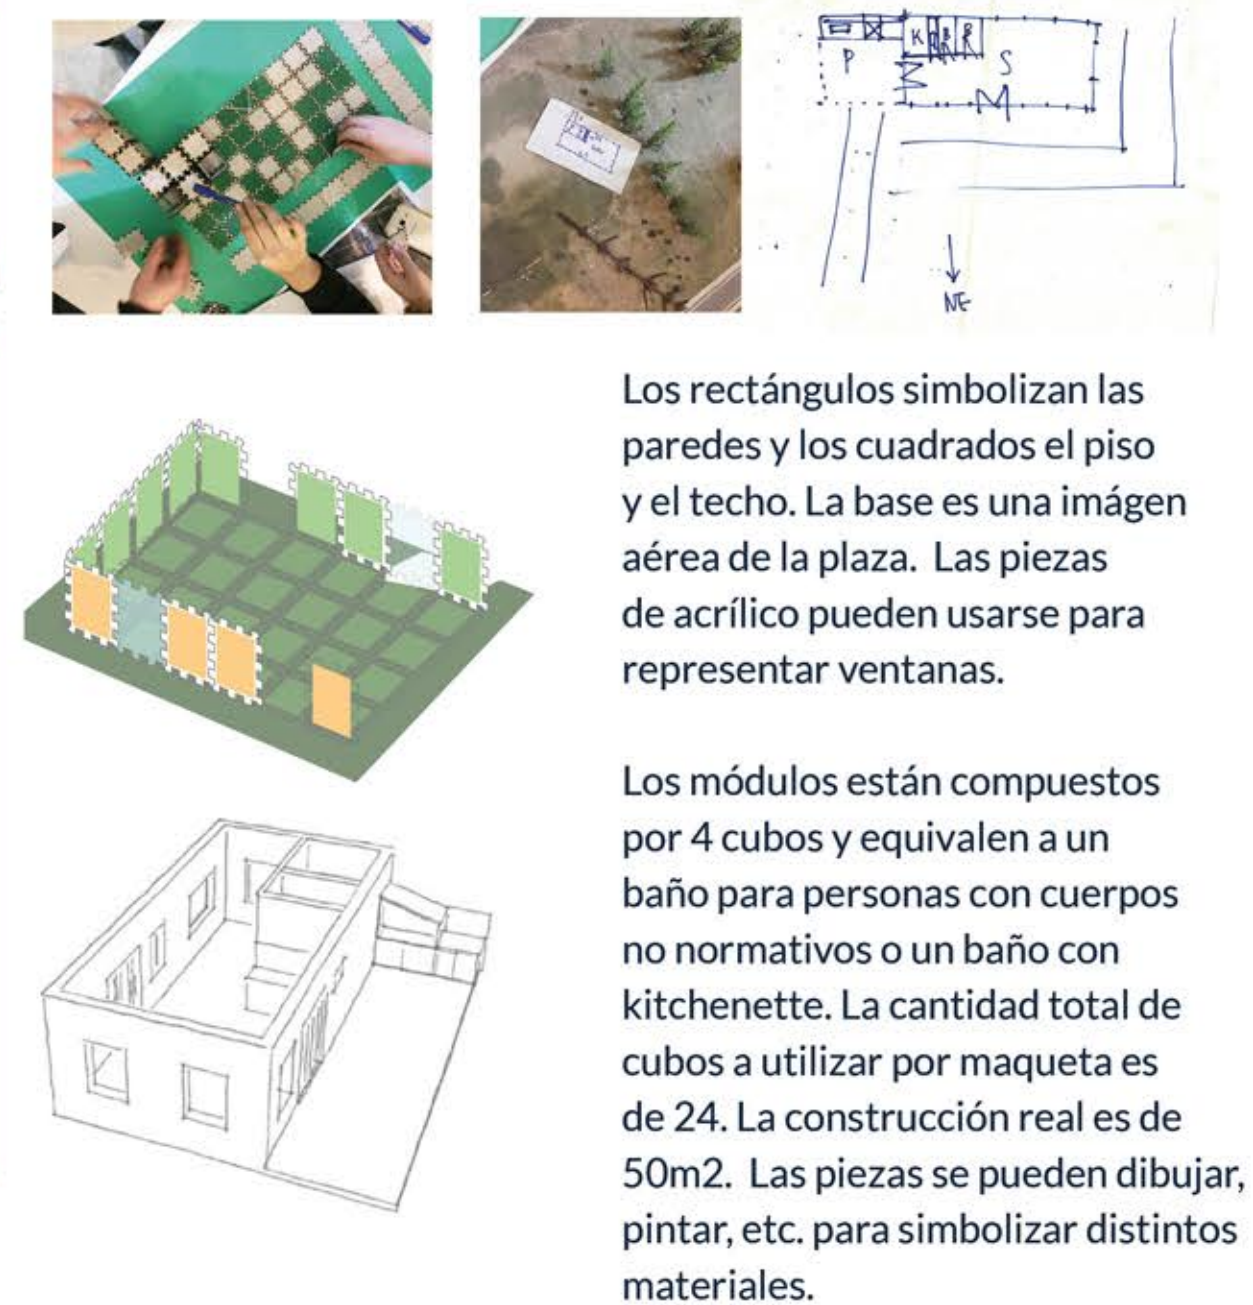 K
P
S
NE
Los rectángulos simbolizan las
paredes y los cuadrados el piso
y el techo. La base es una imágen
aérea de la plaza.  Las piezas
de acrílico pueden usarse para
representar ventanas.
Los módulos están compuestos
por 4 cubos y equivalen a un
baño para personas con cuerpos
no normativos o un baño con
kitchenette. La cantidad total de
cubos a utilizar por maqueta es
de 24. La construcción real es de
50m2.  Las piezas se pueden dibujar,
pintar, etc. para simbolizar distintos
materiales.